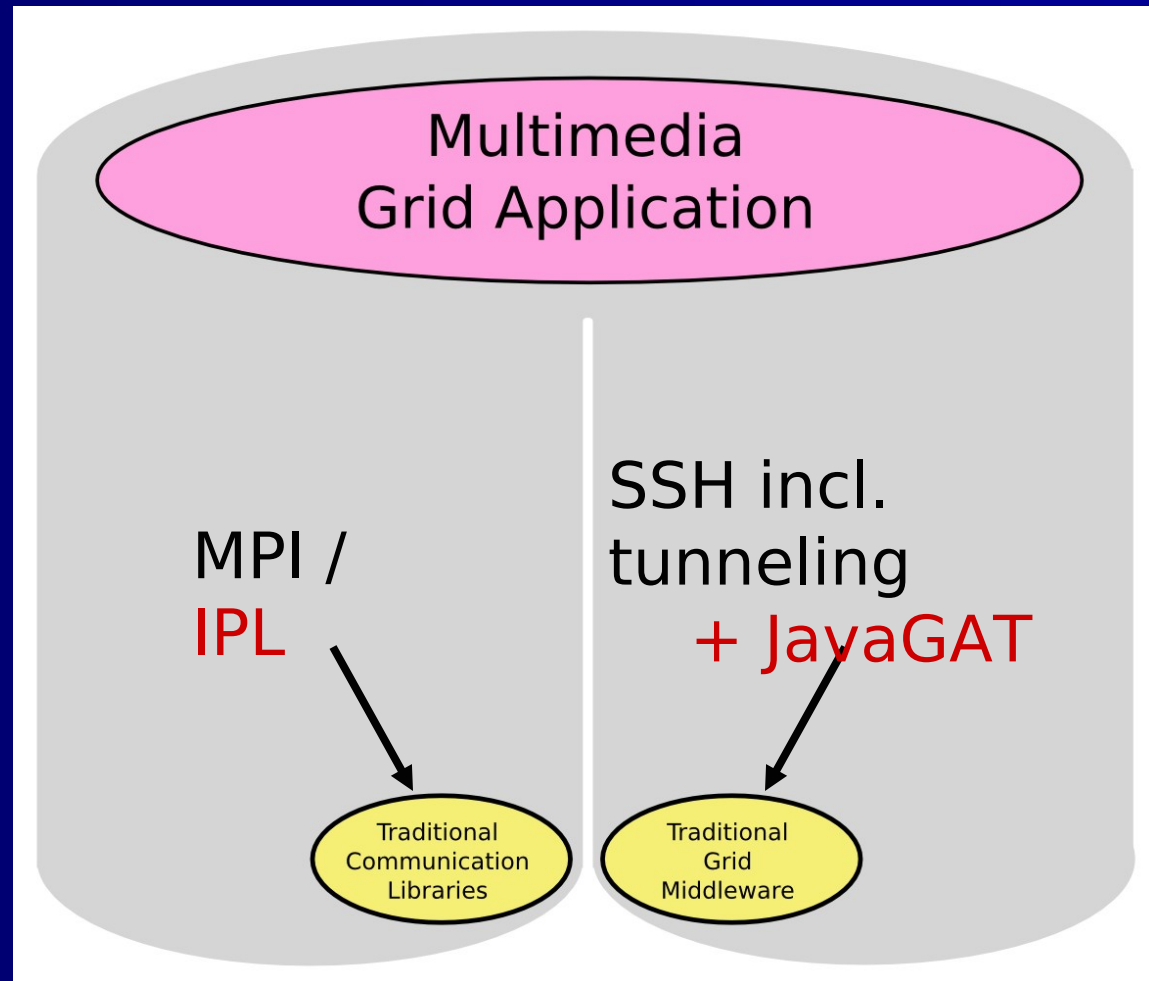 Multimedia
Grid Application
MPI /
IPL
SSH incl.
tunneling
+ JavaGAT
Traditional
Communication
Libraries
Traditional
Grid
Middleware